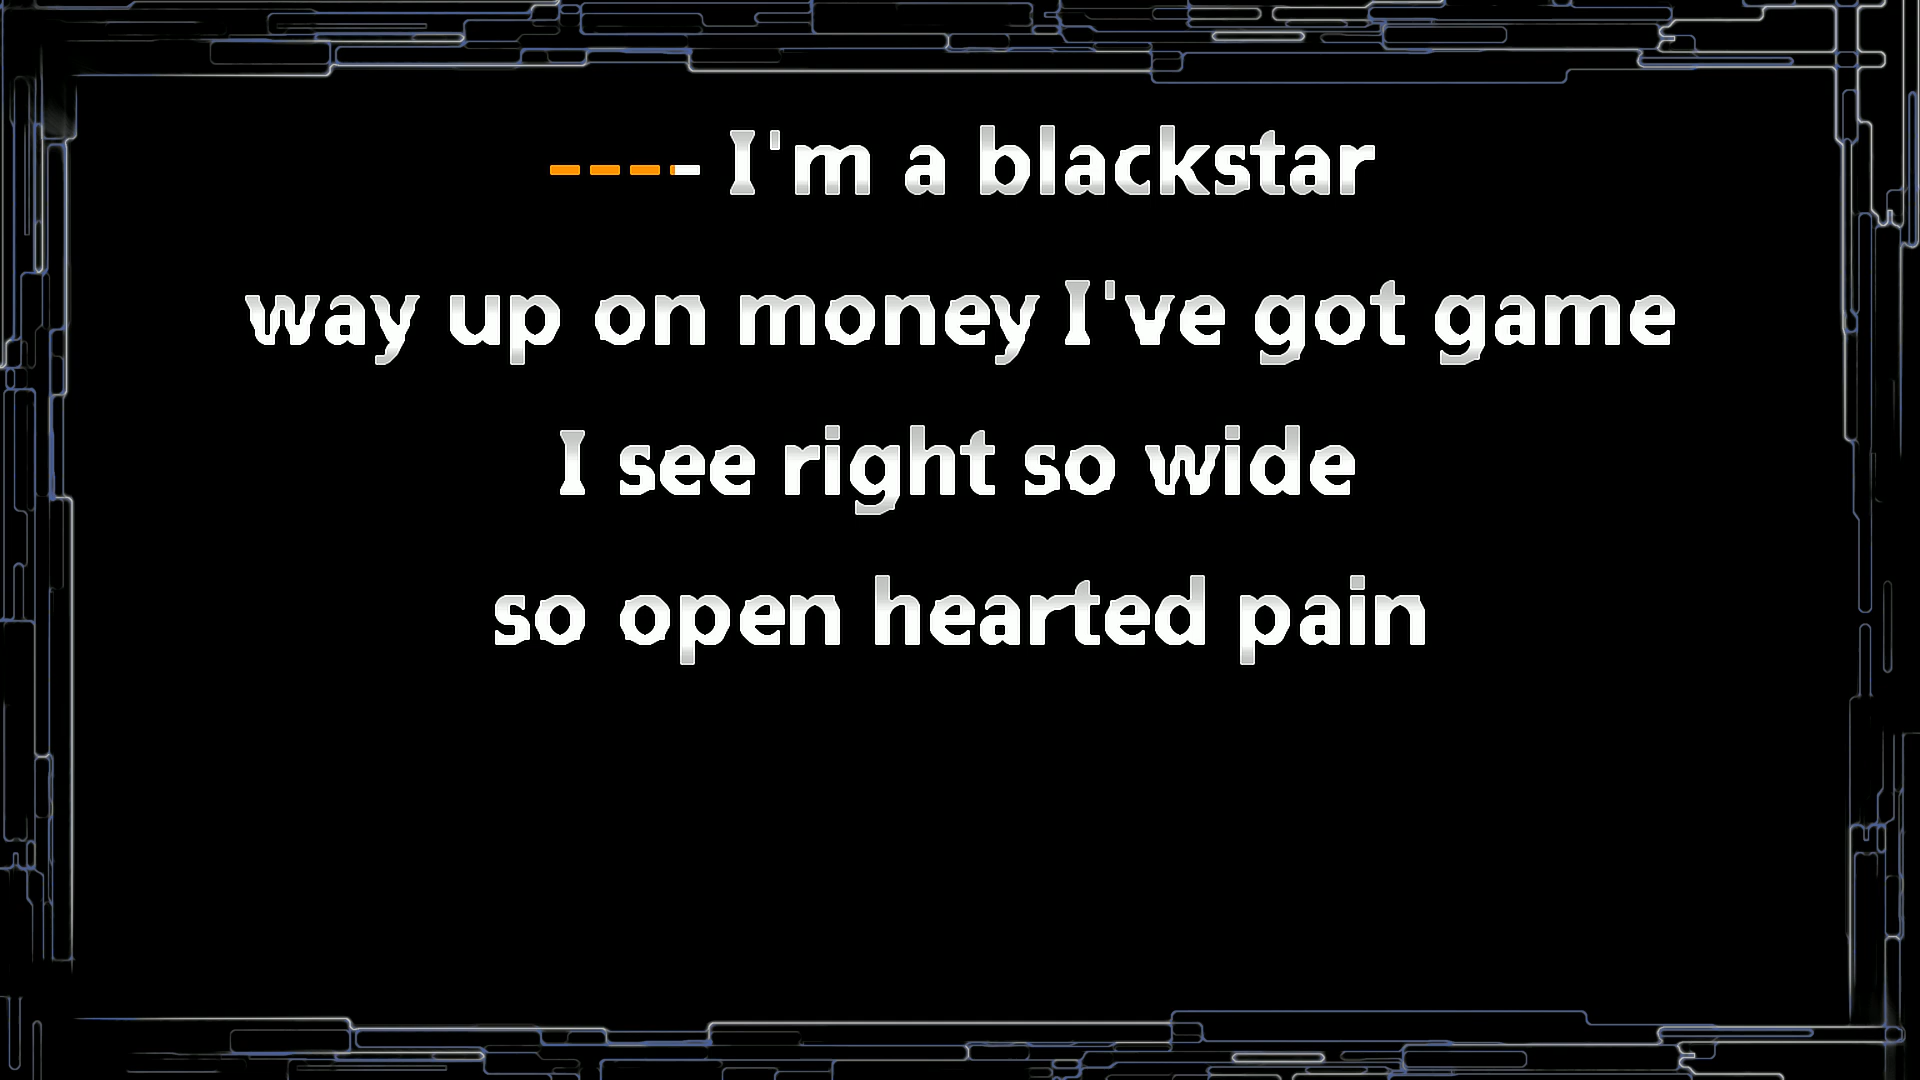 I'm a blackstar
way up on money I've got game
I see right so wide
so open hearted pain